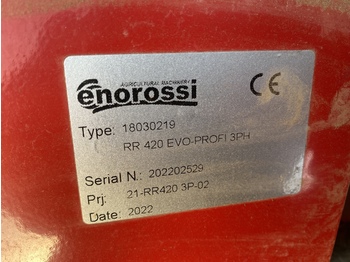 AGRICULTURAL MACHINERY
enorossi
CE
Type: 18030219
RR 420 EVO-PROFI 3PH
Serial N.: 202202529
Prj: 21-RR420 3P-02
Date: 2022